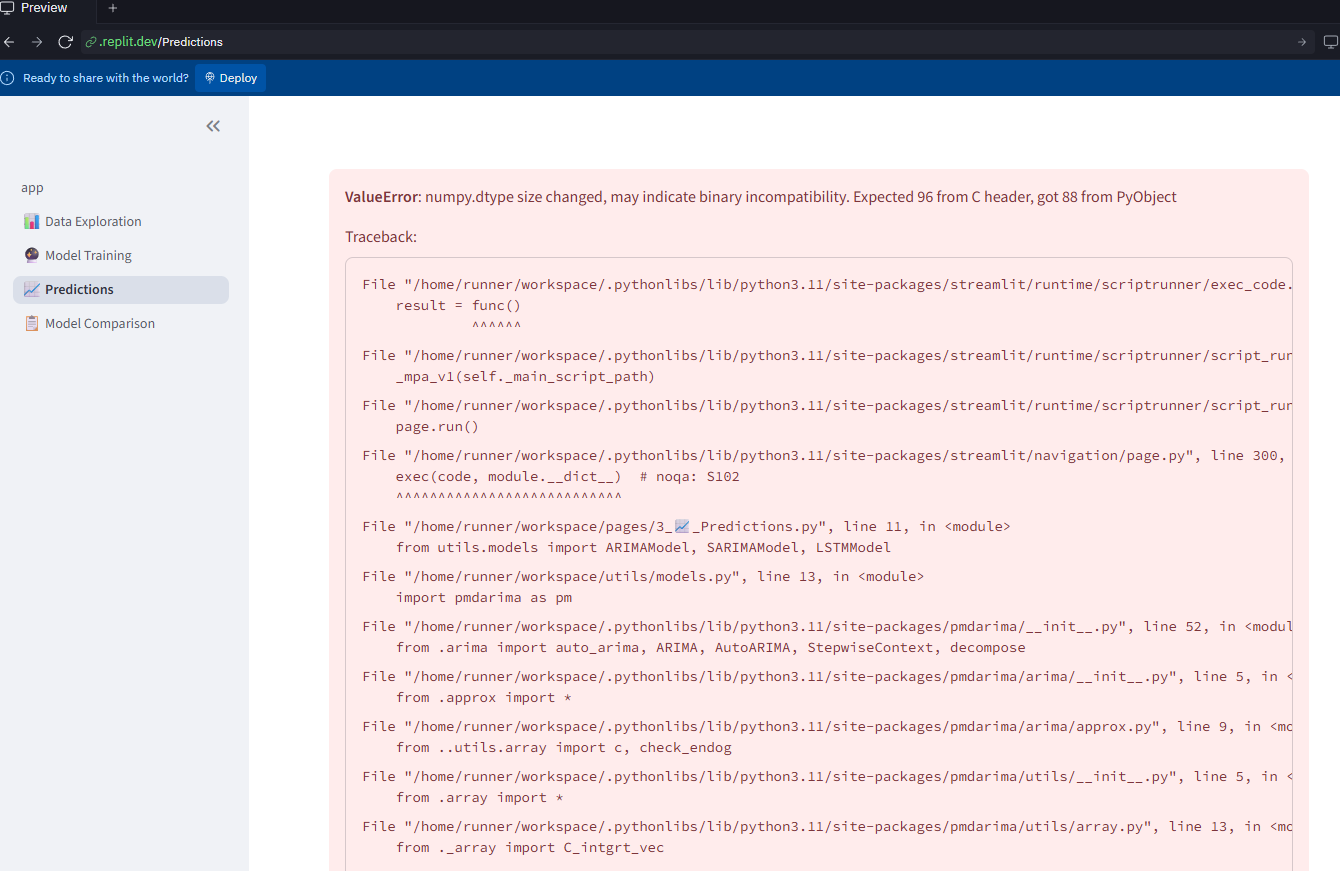 Preview
.replit.dev/Predictions
Ready to share with the world? Deploy
app
Data Exploration
Model Training
Predictions
Model Comparison
ValueError: numpy.dtype size changed, may indicate binary incompatibility. Expected 96 from C header, got 88 from PyObject
Traceback:
File "/home/runner/workspace/.pythonlibs/lib/python3.11/site-packages/streamlit/runtime/scriptrunner/exec_code.
result = func()
^^^^^^
File "/home/runner/workspace/.pythonlibs/lib/python3.11/site-packages/streamlit/runtime/scriptrunner/script_run
_mpa_v1(self._main_script_path)
File "/home/runner/workspace/.pythonlibs/lib/python3.11/site-packages/streamlit/runtime/scriptrunner/script_run
page.run()
File "/home/runner/workspace/.pythonlibs/lib/python3.11/site-packages/streamlit/navigation/page.py", line 300,
exec(code, module.__dict__)  # noqa: S102
^^^^^^^^^^^^^^^^^^^^^^^^^^^
File "/home/runner/workspace/pages/3_📈_Predictions.py", line 11, in <module>
from utils.models import ARIMAModel, SARIMAModel, LSTMModel
File "/home/runner/workspace/utils/models.py", line 13, in <module>
import pmdarima as pm
File "/home/runner/workspace/.pythonlibs/lib/python3.11/site-packages/pmdarima/__init__.py", line 52, in <modul
from .arima import auto_arima, ARIMA, AutoARIMA, StepwiseContext, decompose
File "/home/runner/workspace/.pythonlibs/lib/python3.11/site-packages/pmdarima/arima/__init__.py", line 5, in <
from .approx import *
File "/home/runner/workspace/.pythonlibs/lib/python3.11/site-packages/pmdarima/arima/approx.py", line 9, in <mo
from ..utils.array import c, check_endog
File "/home/runner/workspace/.pythonlibs/lib/python3.11/site-packages/pmdarima/utils/__init__.py", line 5, in <
from .array import *
File "/home/runner/workspace/.pythonlibs/lib/python3.11/site-packages/pmdarima/utils/array.py", line 13, in <mo
from ._array import C_intgrt_vec